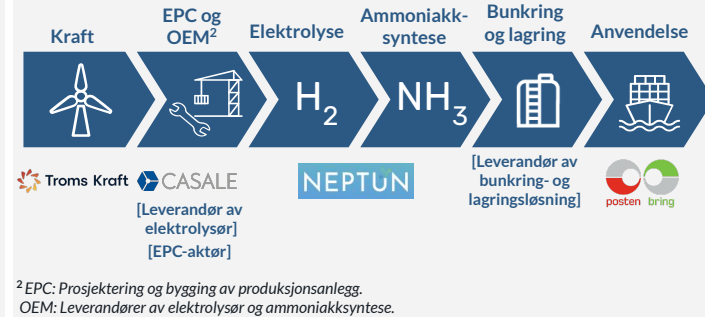 Kraft
EPC og
OEM²
Elektrolyse
Ammoniakk-
syntese
Bunkring
og lagring
Anvendelse
H₂
NH₃
Troms Kraft
CASALE
[Leverandør av
elektrolysør]
[EPC-aktør]
NEPTUN
[Leverandør av
bunkring- og
lagringsløsning]
posten bring
² EPC: Prosjektering og bygging av produksjonsanlegg.
OEM: Leverandører av elektrolysør og ammoniakksyntese.